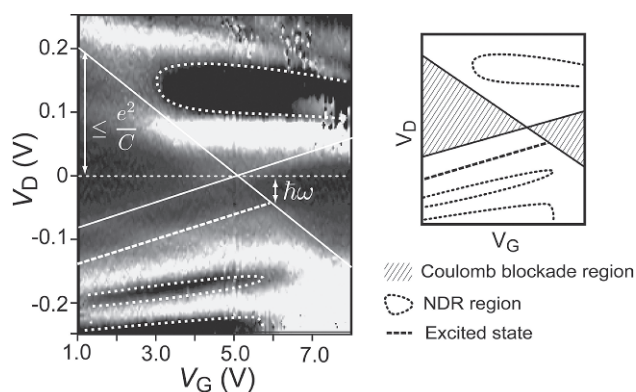 0.2
0.1
0
-0.1
-0.2
V_D (V)
≤ e²/C
ħω
1.0
3.0
5.0
7.0
V_G (V)
V_D
V_G
Coulomb blockade region
NDR region
Excited state